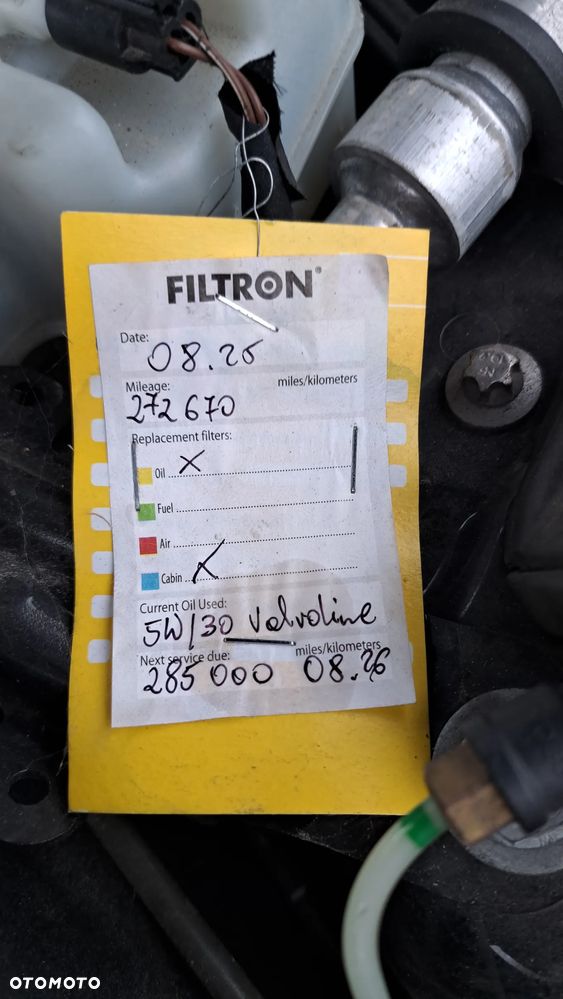 FILTRON®
Date:
08.25
Mileage: miles/kilometers
272 670
Replacement filters:
Oil X
Fuel
Air
Cabin X
Current Oil Used:
5W/30 Valvoline
Next service due: miles/kilometers
285 000 08.26
OTOMOTO